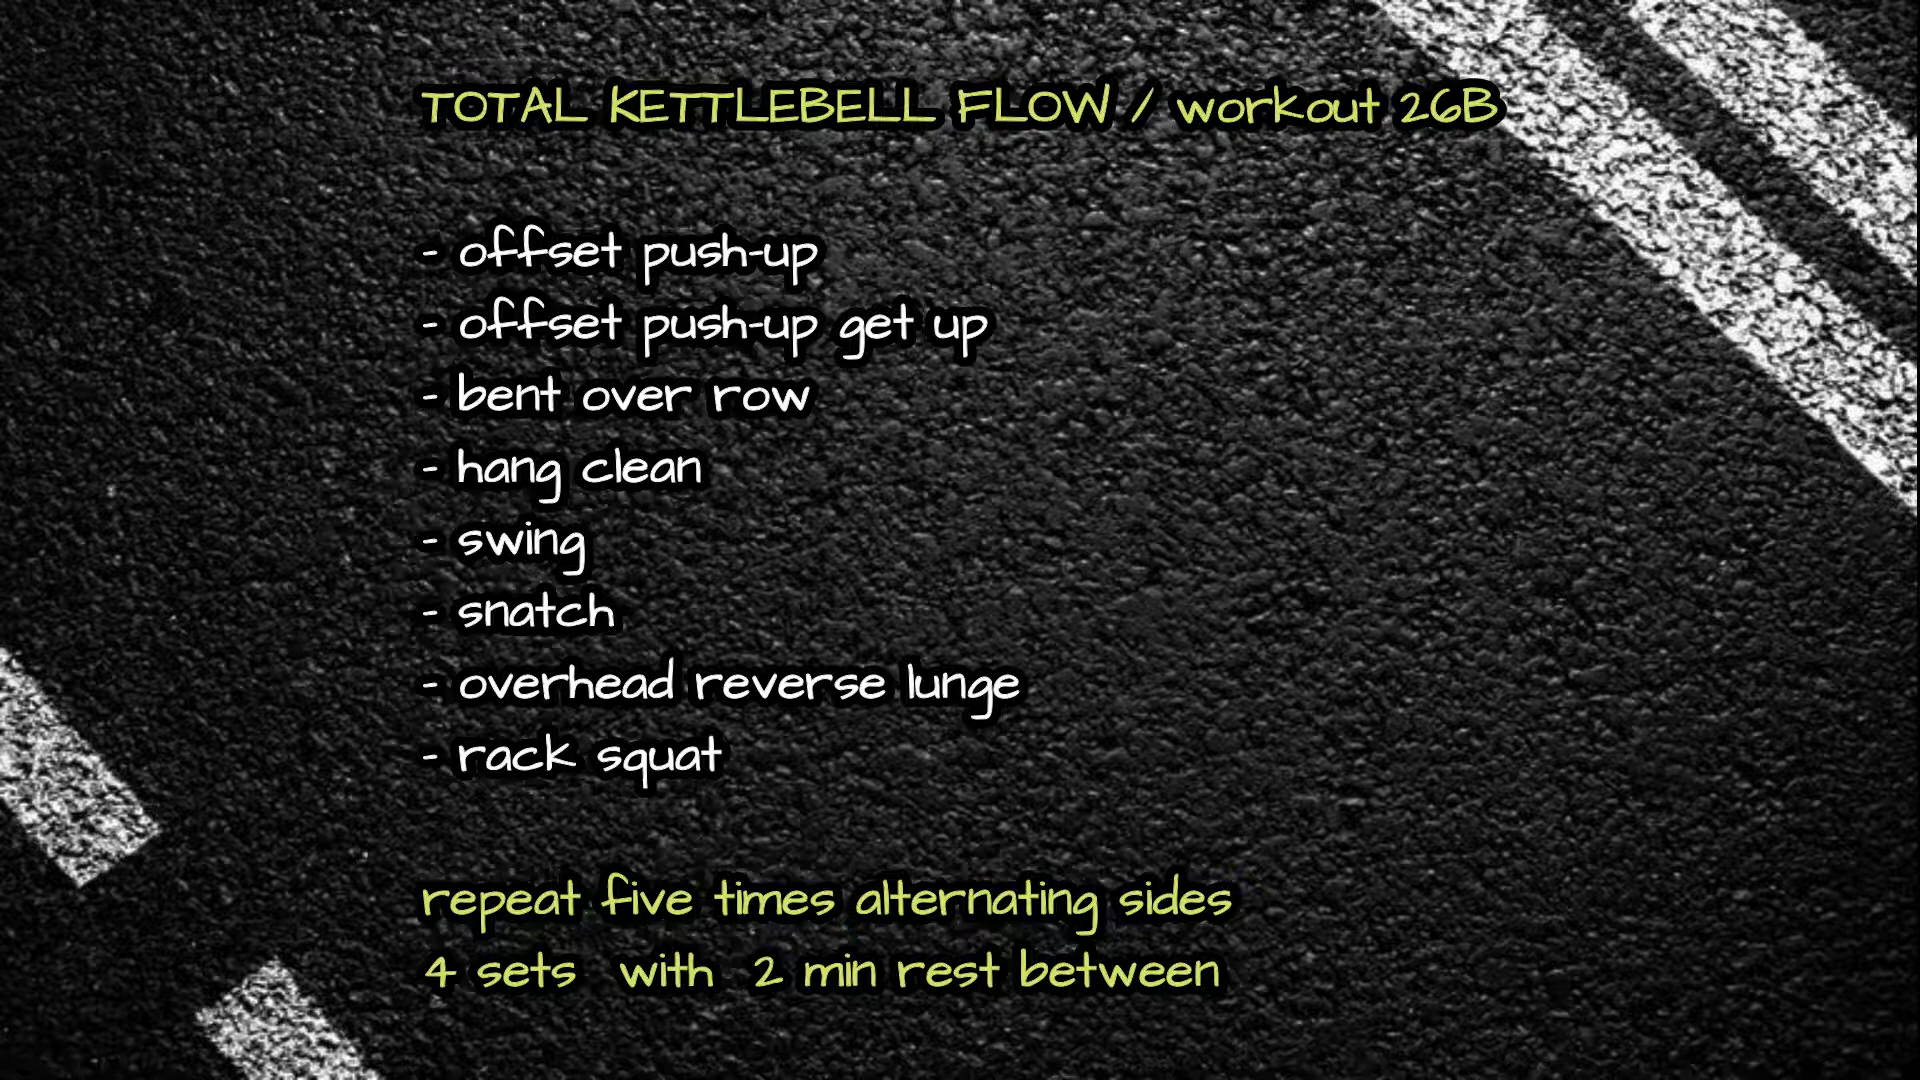 TOTAL KETTLEBELL FLOW / workout 26B
- offset push-up
- offset push-up get up
- bent over row
- hang clean
- swing
- snatch
- overhead reverse lunge
- rack squat
repeat five times alternating sides
4 sets with 2 min rest between